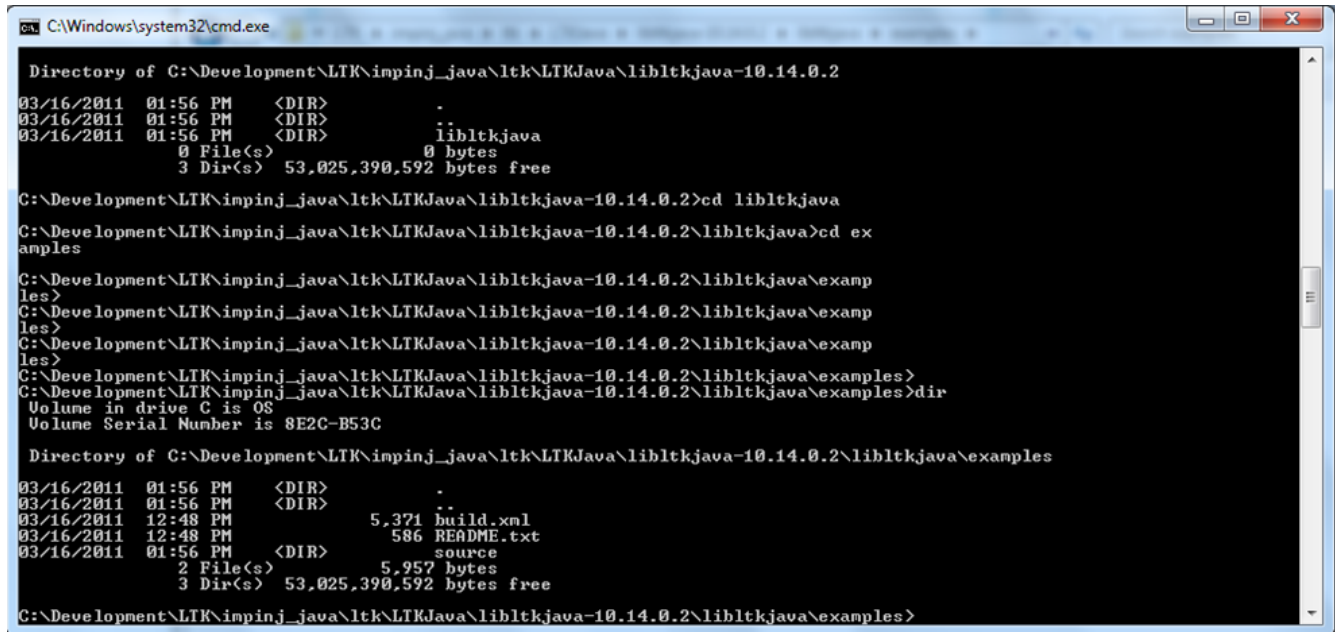 C:\Windows\system32\cmd.exe
 Directory of C:\Development\LTK\impinj_java\ltk\LTKJava\libltkjava-10.14.0.2
03/16/2011  01:56 PM    <DIR>          .
03/16/2011  01:56 PM    <DIR>          ..
03/16/2011  01:56 PM    <DIR>          libltkjava
               0 File(s)              0 bytes
               3 Dir(s)  53,025,390,592 bytes free
C:\Development\LTK\impinj_java\ltk\LTKJava\libltkjava-10.14.0.2>cd libltkjava
C:\Development\LTK\impinj_java\ltk\LTKJava\libltkjava-10.14.0.2\libltkjava>cd ex
amples
C:\Development\LTK\impinj_java\ltk\LTKJava\libltkjava-10.14.0.2\libltkjava\examp
les>
C:\Development\LTK\impinj_java\ltk\LTKJava\libltkjava-10.14.0.2\libltkjava\examp
les>
C:\Development\LTK\impinj_java\ltk\LTKJava\libltkjava-10.14.0.2\libltkjava\examp
les>
C:\Development\LTK\impinj_java\ltk\LTKJava\libltkjava-10.14.0.2\libltkjava\examples>
C:\Development\LTK\impinj_java\ltk\LTKJava\libltkjava-10.14.0.2\libltkjava\examples>dir
 Volume in drive C is OS
 Volume Serial Number is 8E2C-B53C
 Directory of C:\Development\LTK\impinj_java\ltk\LTKJava\libltkjava-10.14.0.2\libltkjava\examples
03/16/2011  01:56 PM    <DIR>          .
03/16/2011  01:56 PM    <DIR>          ..
03/16/2011  12:48 PM             5,371 build.xml
03/16/2011  12:48 PM               586 README.txt
03/16/2011  01:56 PM    <DIR>          source
               2 File(s)          5,957 bytes
               3 Dir(s)  53,025,390,592 bytes free
C:\Development\LTK\impinj_java\ltk\LTKJava\libltkjava-10.14.0.2\libltkjava\examples>